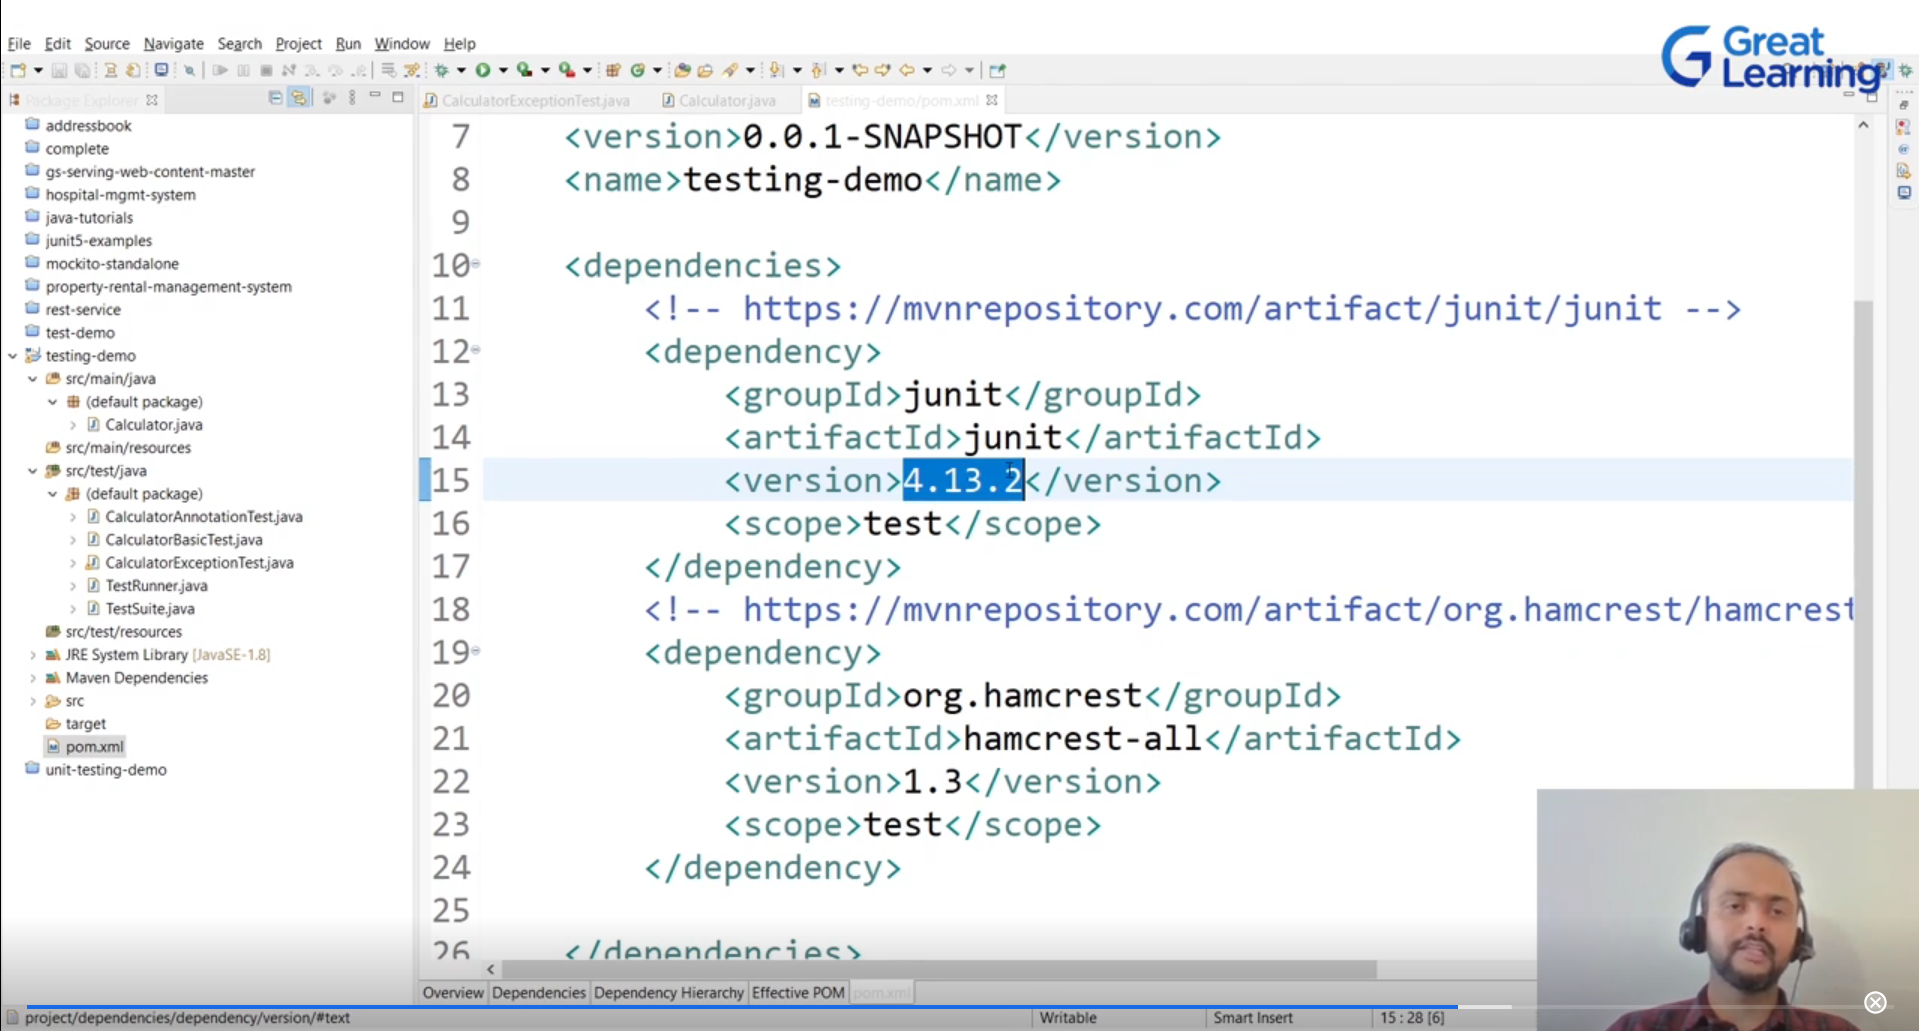 Great
Learning
File Edit Source Navigate Search Project Run Window Help
Package Explorer
CalculatorExceptionTest.java Calculator.java testing-demo/pom.xml
addressbook
complete
gs-serving-web-content-master
hospital-mgmt-system
java-tutorials
junit5-examples
mockito-standalone
property-rental-management-system
rest-service
test-demo
testing-demo
src/main/java
(default package)
Calculator.java
src/main/resources
src/test/java
(default package)
CalculatorAnnotationTest.java
CalculatorBasicTest.java
CalculatorExceptionTest.java
TestRunner.java
TestSuite.java
src/test/resources
JRE System Library [JavaSE-1.8]
Maven Dependencies
src
target
pom.xml
unit-testing-demo
7 <version>0.0.1-SNAPSHOT</version>
8 <name>testing-demo</name>
9
10 <dependencies>
11 <!-- https://mvnrepository.com/artifact/junit/junit -->
12 <dependency>
13 <groupId>junit</groupId>
14 <artifactId>junit</artifactId>
15 <version>4.13.2</version>
16 <scope>test</scope>
17 </dependency>
18 <!-- https://mvnrepository.com/artifact/org.hamcrest/hamcrest
19 <dependency>
20 <groupId>org.hamcrest</groupId>
21 <artifactId>hamcrest-all</artifactId>
22 <version>1.3</version>
23 <scope>test</scope>
24 </dependency>
25
26 </dependencies>
Overview Dependencies Dependency Hierarchy Effective POM pom.xml
project/dependencies/dependency/version/#text Writable Smart Insert 15 : 28 [6]